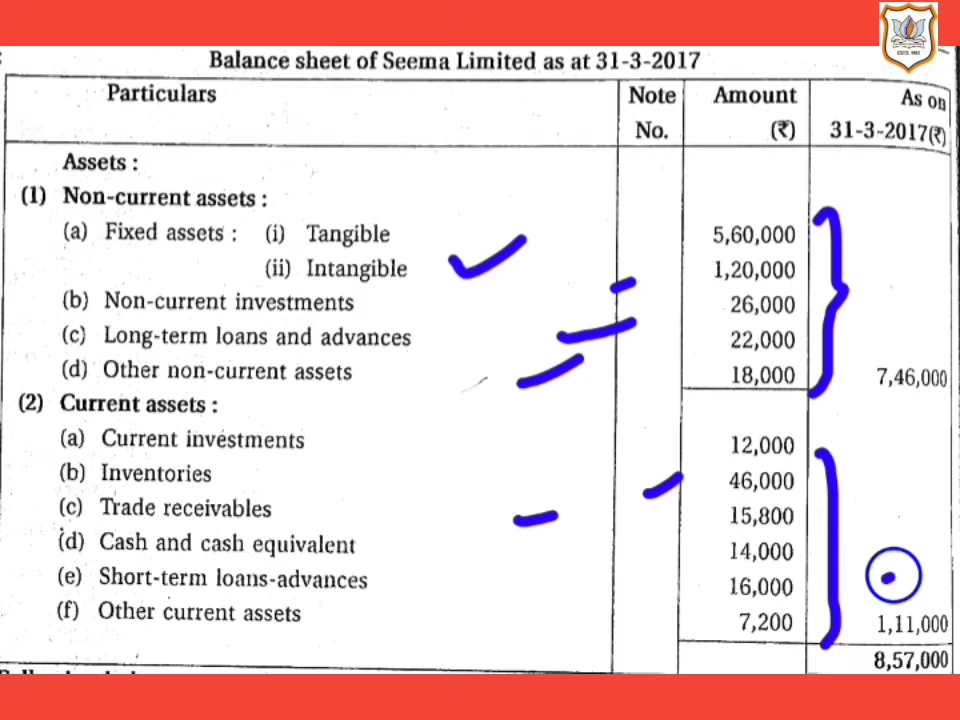 ESTD. 1991
Balance sheet of Seema Limited as at 31-3-2017
Particulars Note No. Amount (₹) As on 31-3-2017(₹)
Assets :
(1) Non-current assets :
(a) Fixed assets : (i) Tangible 5,60,000
(ii) Intangible 1,20,000
(b) Non-current investments 26,000
(c) Long-term loans and advances 22,000
(d) Other non-current assets 18,000 7,46,000
(2) Current assets :
(a) Current investments 12,000
(b) Inventories 46,000
(c) Trade receivables 15,800
(d) Cash and cash equivalent 14,000
(e) Short-term loans-advances 16,000
(f) Other current assets 7,200 1,11,000
8,57,000